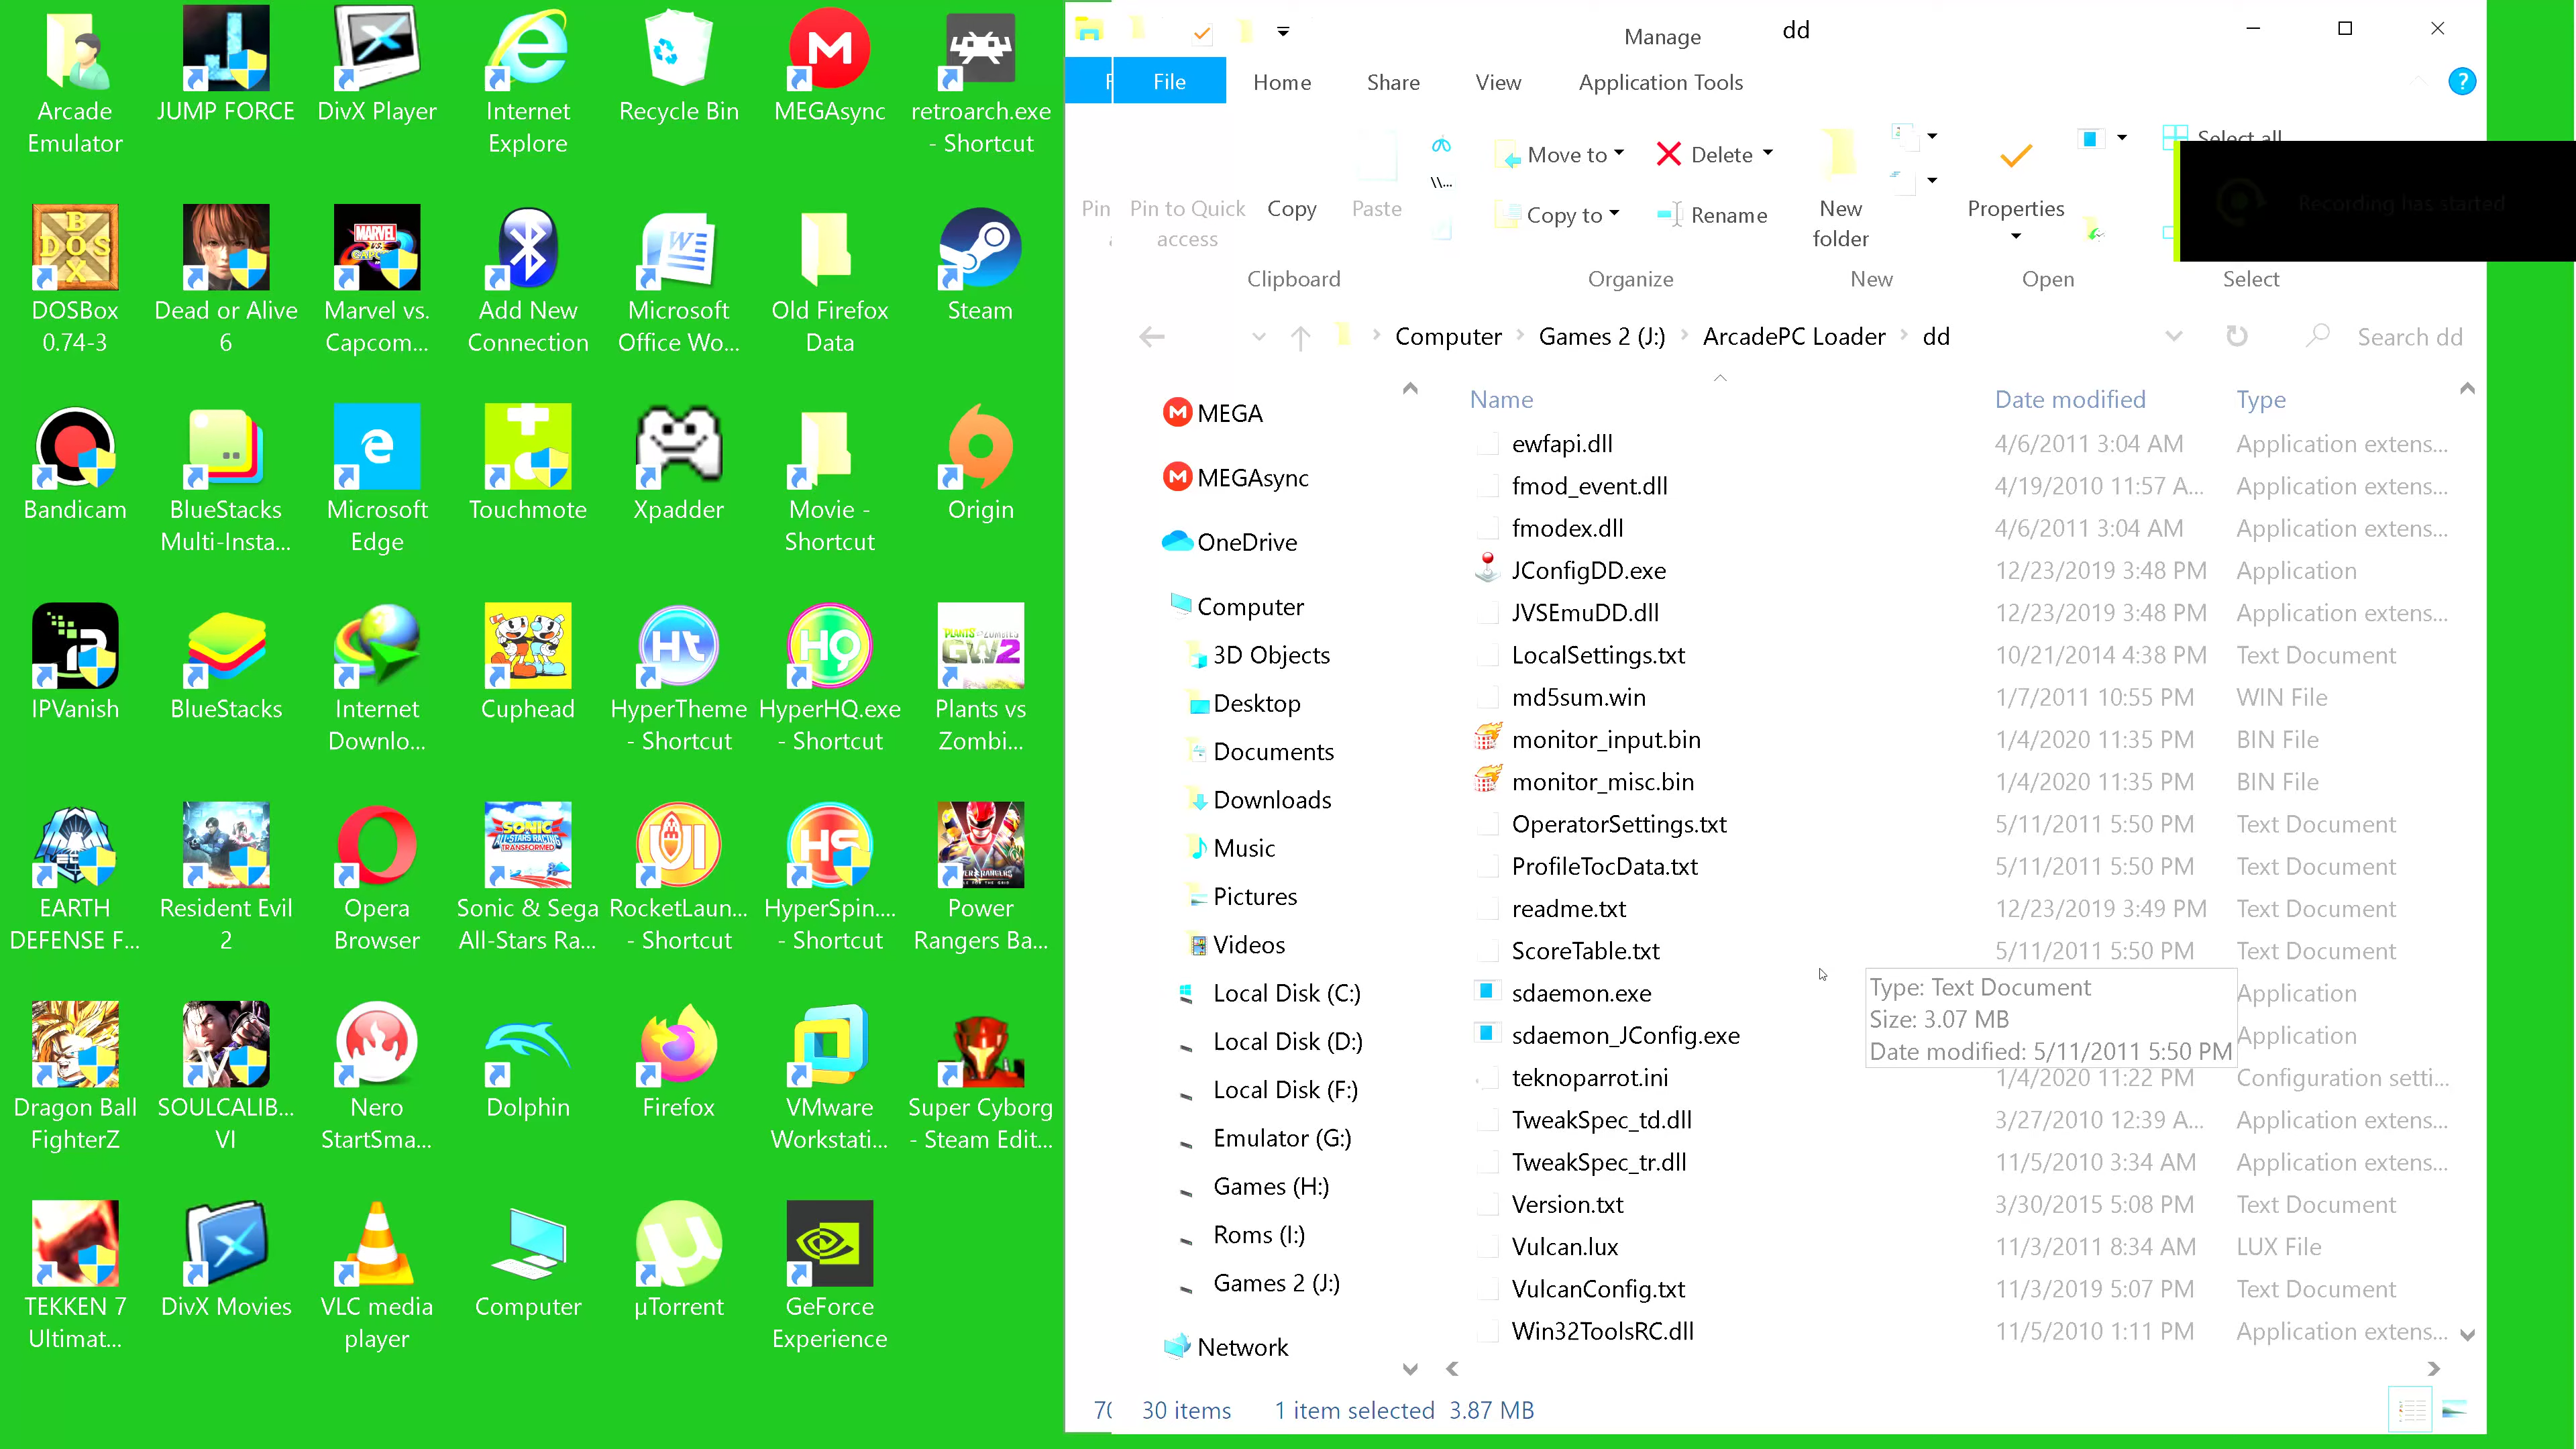 Arcade
Emulator
JUMP FORCE
DivX Player
Internet
Explore
Recycle Bin
MEGAsync
retroarch.exe
- Shortcut
DOSBox
0.74-3
Dead or Alive
6
Marvel vs.
Capcom...
Add New
Connection
Microsoft
Office Wo...
Old Firefox
Data
Steam
Bandicam
BlueStacks
Multi-Insta...
Microsoft
Edge
Touchmote
Xpadder
Movie -
Shortcut
Origin
IPVanish
BlueStacks
Internet
Downlo...
Cuphead
HyperTheme
- Shortcut
HyperHQ.exe
- Shortcut
Plants vs
Zombi...
EARTH
DEFENSE F...
Resident Evil
2
Opera
Browser
Sonic & Sega
All-Stars Ra...
RocketLaun...
- Shortcut
HyperSpin....
- Shortcut
Power
Rangers Ba...
Dragon Ball
FighterZ
SOULCALIB...
VI
Nero
StartSma...
Dolphin
Firefox
VMware
Workstati...
Super Cyborg
- Steam Edit...
TEKKEN 7
Ultimat...
DivX Movies
VLC media
player
Computer
µTorrent
GeForce
Experience
Manage
dd
File
Home
Share
View
Application Tools
Pin
Pin to Quick
access
Copy
Paste
Move to
Copy to
Delete
Rename
New
folder
Properties
Select all
Recording has started
Clipboard
Organize
New
Open
Select
Computer
Games 2 (J:)
ArcadePC Loader
dd
Search dd
MEGA
MEGAsync
OneDrive
Computer
3D Objects
Desktop
Documents
Downloads
Music
Pictures
Videos
Local Disk (C:)
Local Disk (D:)
Local Disk (F:)
Emulator (G:)
Games (H:)
Roms (I:)
Games 2 (J:)
Network
Name Date modified Type
ewfapi.dll 4/6/2011 3:04 AM Application extens...
fmod_event.dll 4/19/2010 11:57 A... Application extens...
fmodex.dll 4/6/2011 3:04 AM Application extens...
JConfigDD.exe 12/23/2019 3:48 PM Application
JVSEmuDD.dll 12/23/2019 3:48 PM Application extens...
LocalSettings.txt 10/21/2014 4:38 PM Text Document
md5sum.win 1/7/2011 10:55 PM WIN File
monitor_input.bin 1/4/2020 11:35 PM BIN File
monitor_misc.bin 1/4/2020 11:35 PM BIN File
OperatorSettings.txt 5/11/2011 5:50 PM Text Document
ProfileTocData.txt 5/11/2011 5:50 PM Text Document
readme.txt 12/23/2019 3:49 PM Text Document
ScoreTable.txt 5/11/2011 5:50 PM Text Document
sdaemon.exe Application
sdaemon_JConfig.exe Application
Type: Text Document
Size: 3.07 MB
Date modified: 5/11/2011 5:50 PM
teknoparrot.ini 1/4/2020 11:22 PM Configuration setti...
TweakSpec_td.dll 3/27/2010 12:39 A... Application extens...
TweakSpec_tr.dll 11/5/2010 3:34 AM Application extens...
Version.txt 3/30/2015 5:08 PM Text Document
Vulcan.lux 11/3/2011 8:34 AM LUX File
VulcanConfig.txt 11/3/2019 5:07 PM Text Document
Win32ToolsRC.dll 11/5/2010 1:11 PM Application extens...
30 items 1 item selected 3.87 MB